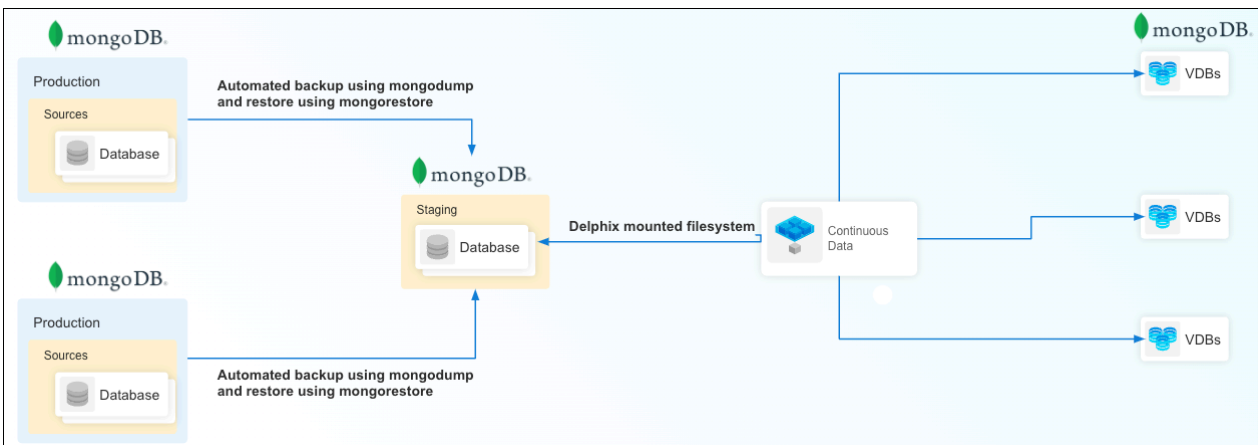 mongoDB.
Production
Sources
Database
Automated backup using mongodump
and restore using mongorestore
mongoDB.
Production
Sources
Database
Automated backup using mongodump
and restore using mongorestore
mongoDB.
Staging
Database
Delphix mounted filesystem
Continuous
Data
mongoDB.
VDBs
VDBs
VDBs